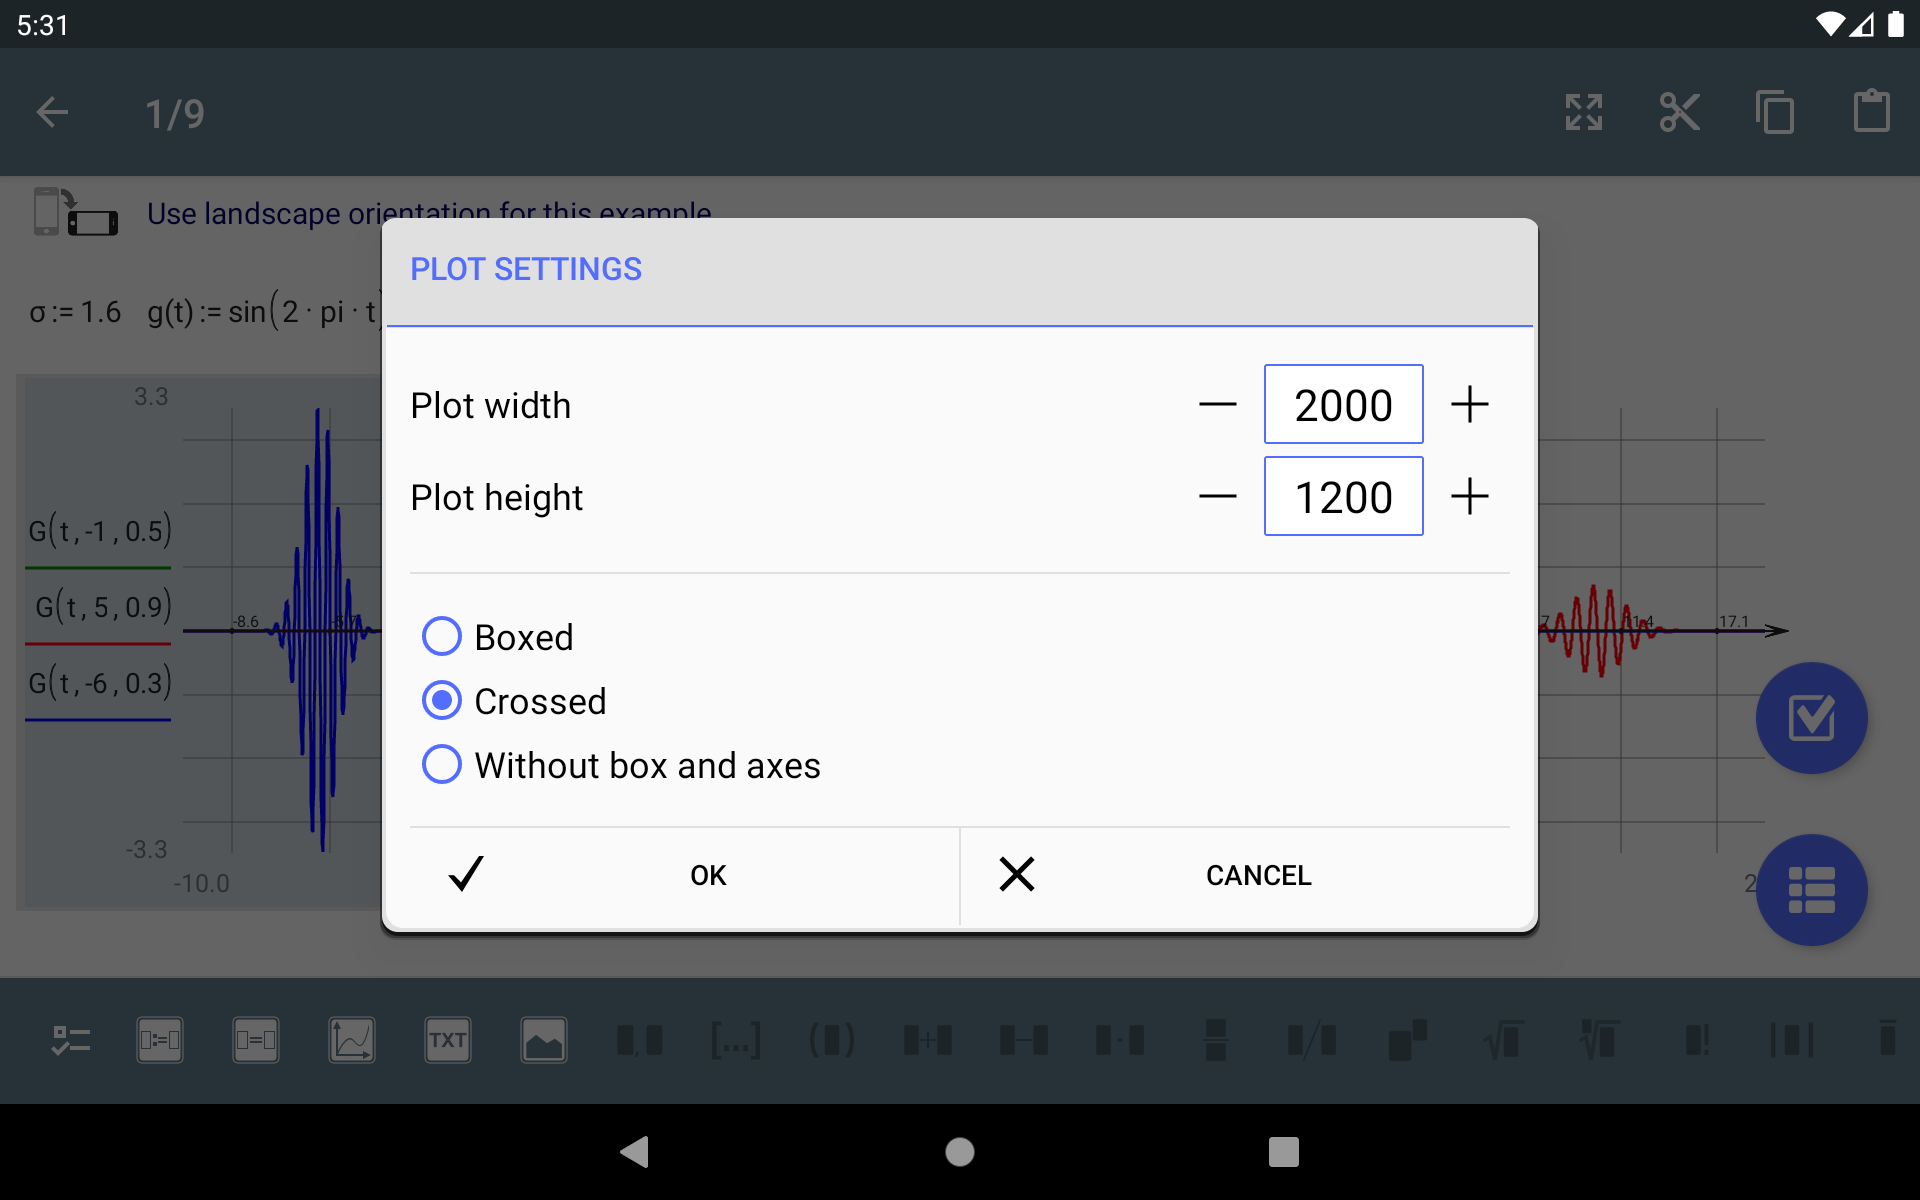 5:31
1/9
Use landscape orientation for this example
σ := 1.6 g(t) := sin(2 · pi · t)
PLOT SETTINGS
Plot width
2000
Plot height
1200
Boxed
Crossed
Without box and axes
OK
CANCEL
3.3
G(t, -1, 0.5)
G(t, 5, 0.9)
G(t, -6, 0.3)
-8.6
11.4
17.1
-3.3
-10.0
2
:=
=
TXT
[...]